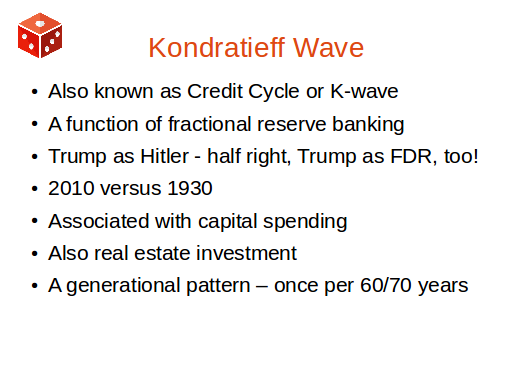 Kondratieff Wave
• Also known as Credit Cycle or K-wave
• A function of fractional reserve banking
• Trump as Hitler - half right, Trump as FDR, too!
• 2010 versus 1930
• Associated with capital spending
• Also real estate investment
• A generational pattern – once per 60/70 years